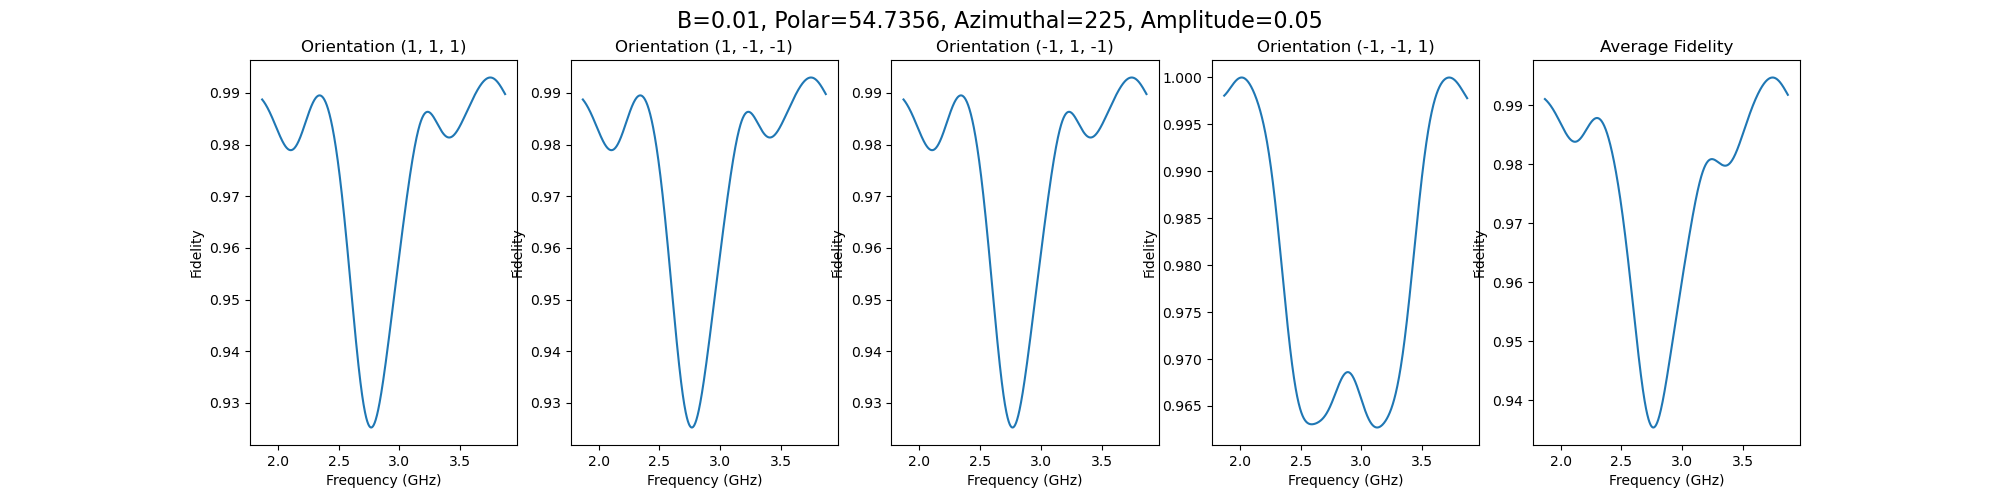 B=0.01, Polar=54.7356, Azimuthal=225, Amplitude=0.05
Orientation (1, 1, 1)
Fidelity
0.99
0.98
0.97
0.96
0.95
0.94
0.93
2.0 2.5 3.0 3.5
Frequency (GHz)
Orientation (1, -1, -1)
Fidelity
0.99
0.98
0.97
0.96
0.95
0.94
0.93
2.0 2.5 3.0 3.5
Frequency (GHz)
Orientation (-1, 1, -1)
Fidelity
0.99
0.98
0.97
0.96
0.95
0.94
0.93
2.0 2.5 3.0 3.5
Frequency (GHz)
Orientation (-1, -1, 1)
Fidelity
1.000
0.995
0.990
0.985
0.980
0.975
0.970
0.965
2.0 2.5 3.0 3.5
Frequency (GHz)
Average Fidelity
Fidelity
0.99
0.98
0.97
0.96
0.95
0.94
2.0 2.5 3.0 3.5
Frequency (GHz)